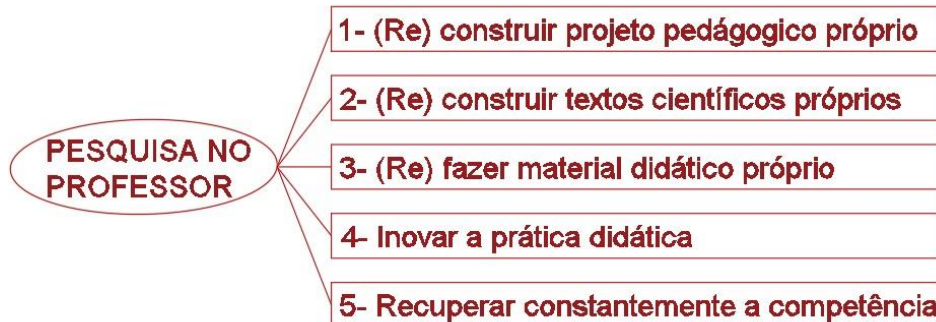 PESQUISA NO
PROFESSOR
1- (Re) construir projeto pedágogico próprio
2- (Re) construir textos científicos próprios
3- (Re) fazer material didático próprio
4- Inovar a prática didática
5- Recuperar constantemente a competência